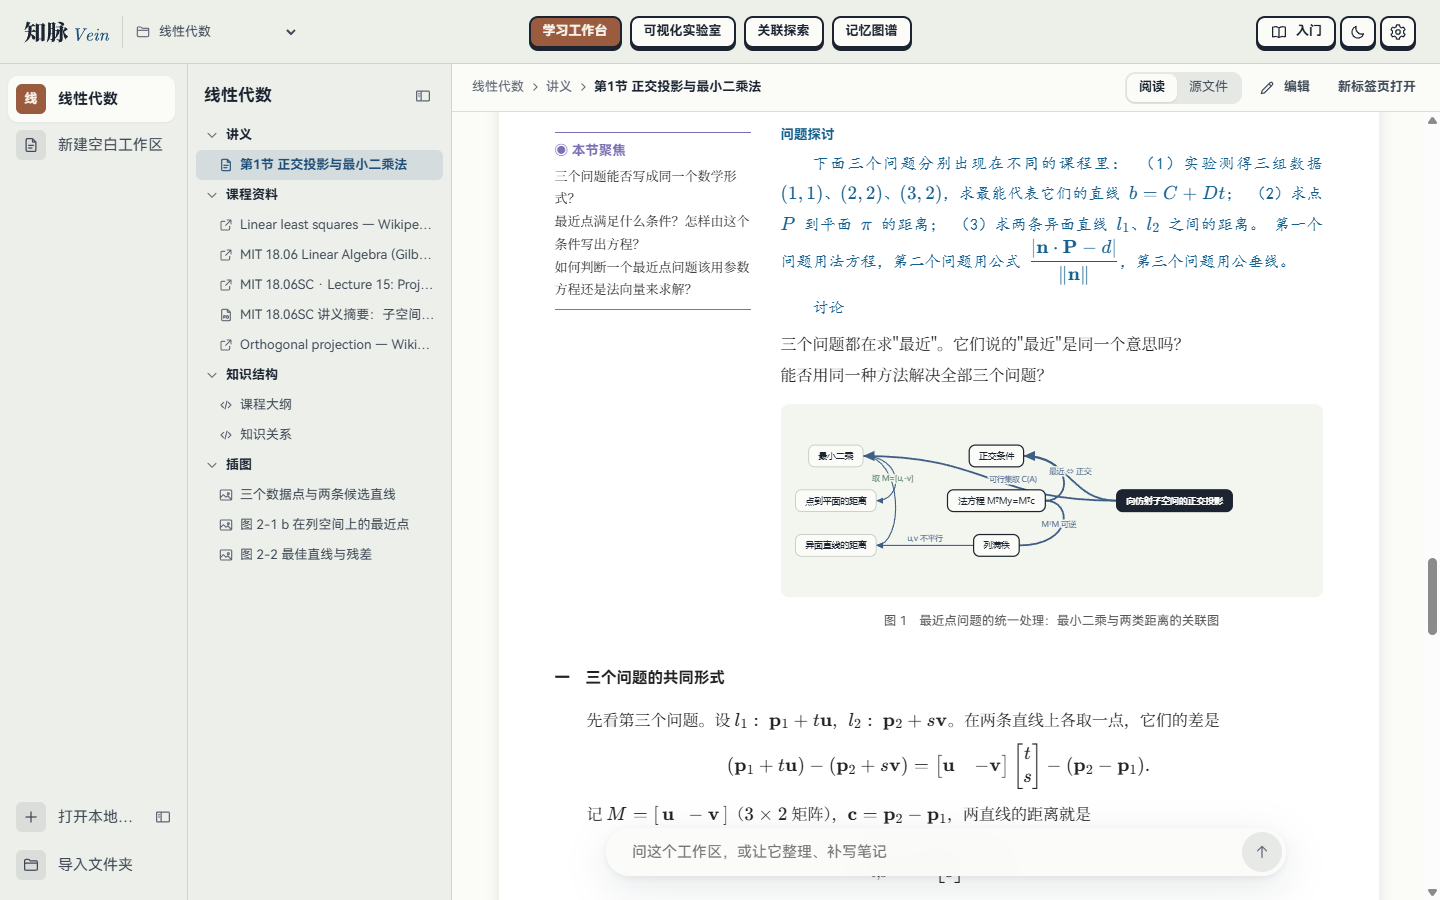 知脉 Vein
线性代数
学习工作台
可视化实验室
关联探索
记忆图谱
入门
线 线性代数
新建空白工作区
打开本地…
导入文件夹
线性代数
讲义
第1节 正交投影与最小二乘法
课程资料
Linear least squares — Wikipe…
MIT 18.06 Linear Algebra (Gilb…
MIT 18.06SC · Lecture 15: Proj…
MIT 18.06SC 讲义摘要：子空间…
Orthogonal projection — Wiki…
知识结构
课程大纲
知识关系
插图
三个数据点与两条候选直线
图 2-1 b 在列空间上的最近点
图 2-2 最佳直线与残差
线性代数 > 讲义 > 第1节 正交投影与最小二乘法
阅读 源文件 编辑 新标签页打开
◉ 本节聚焦
三个问题能否写成同一个数学形
式？
最近点满足什么条件？怎样由这个
条件写出方程？
如何判断一个最近点问题该用参数
方程还是法向量来求解？
问题探讨
下面三个问题分别出现在不同的课程里： （1）实验测得三组数据
(1, 1)、(2, 2)、(3, 2)，求最能代表它们的直线 b = C + Dt； （2）求点
P 到平面 π 的距离； （3）求两条异面直线 l₁、l₂ 之间的距离。 第一个
问题用法方程，第二个问题用公式 |n · P − d| / ‖n‖，第三个问题用公垂线。
讨论
三个问题都在求"最近"。它们说的"最近"是同一个意思吗？
能否用同一种方法解决全部三个问题？
最小二乘
正交条件
最近 ⇔ 正交
取 M=[u,-v]
可行集取 C(A)
点到平面的距离
法方程 MᵀMy=Mᵀc
向仿射子空间的正交投影
MᵀM 可逆
异面直线的距离
u,v 不平行
列满秩
图 1 最近点问题的统一处理：最小二乘与两类距离的关联图
一 三个问题的共同形式
先看第三个问题。设 l₁： p₁ + tu，l₂： p₂ + sv。在两条直线上各取一点，它们的差是
(p₁ + tu) − (p₂ + sv) = [u −v] [t s] − (p₂ − p₁).
记 M = [ u − v ]（3 × 2 矩阵），c = p₂ − p₁，两直线的距离就是
问这个工作区，或让它整理、补写笔记